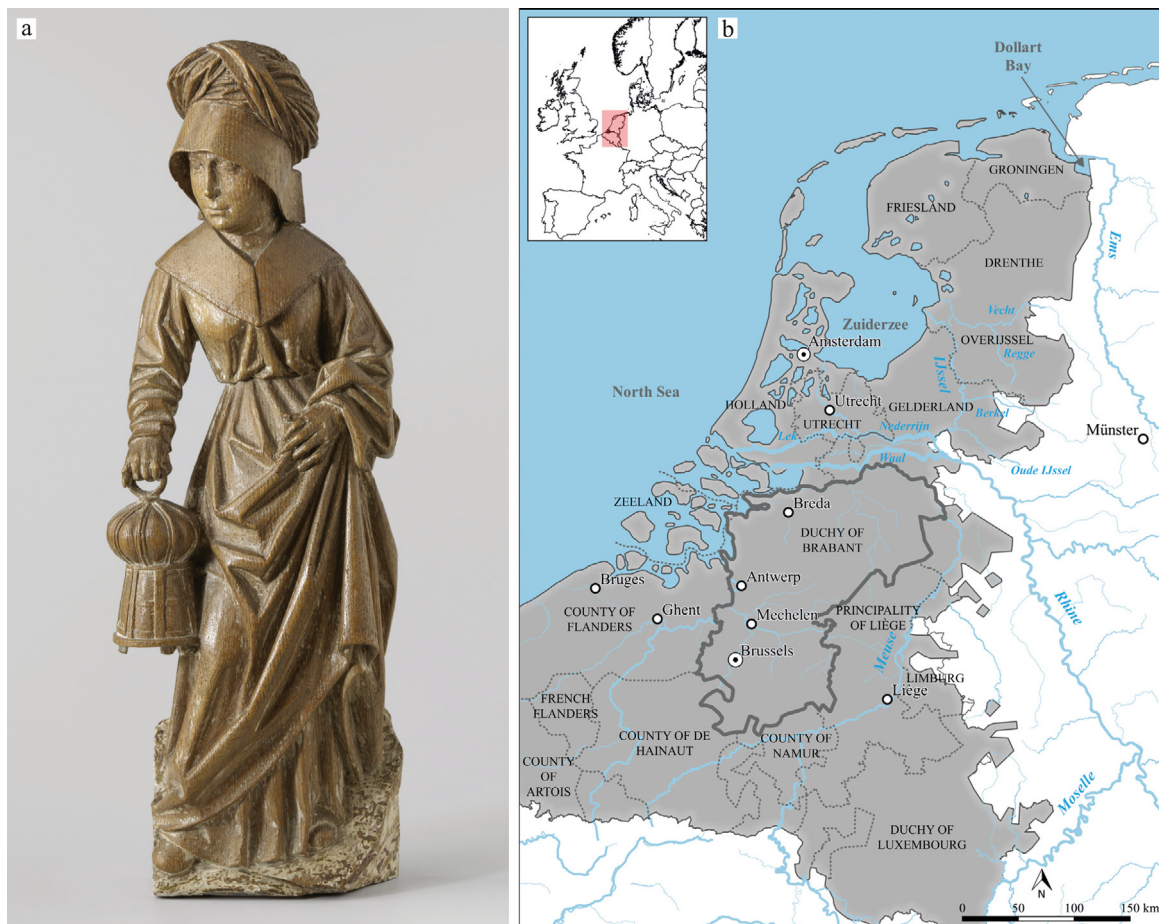 a
b
Dollart
Bay
GRONINGEN
FRIESLAND
Ems
DRENTHE
Vecht
Zuiderzee
Amsterdam
OVERIJSSEL
Regge
IJssel
North Sea
HOLLAND
Utrecht
UTRECHT
GELDERLAND
Berkel
Münster
Lek
Nederrijn
Waal
Oude IJssel
ZEELAND
Breda
DUCHY OF
BRABANT
Bruges
Antwerp
Rhine
COUNTY OF
FLANDERS
Ghent
Mechelen
PRINCIPALITY
OF LIÈGE
Brussels
Meuse
LIMBURG
Liège
FRENCH
FLANDERS
COUNTY OF DE
HAINAUT
COUNTY OF
NAMUR
COUNTY
OF
ARTOIS
Moselle
DUCHY OF
LUXEMBOURG
N
0 50 100 150 km